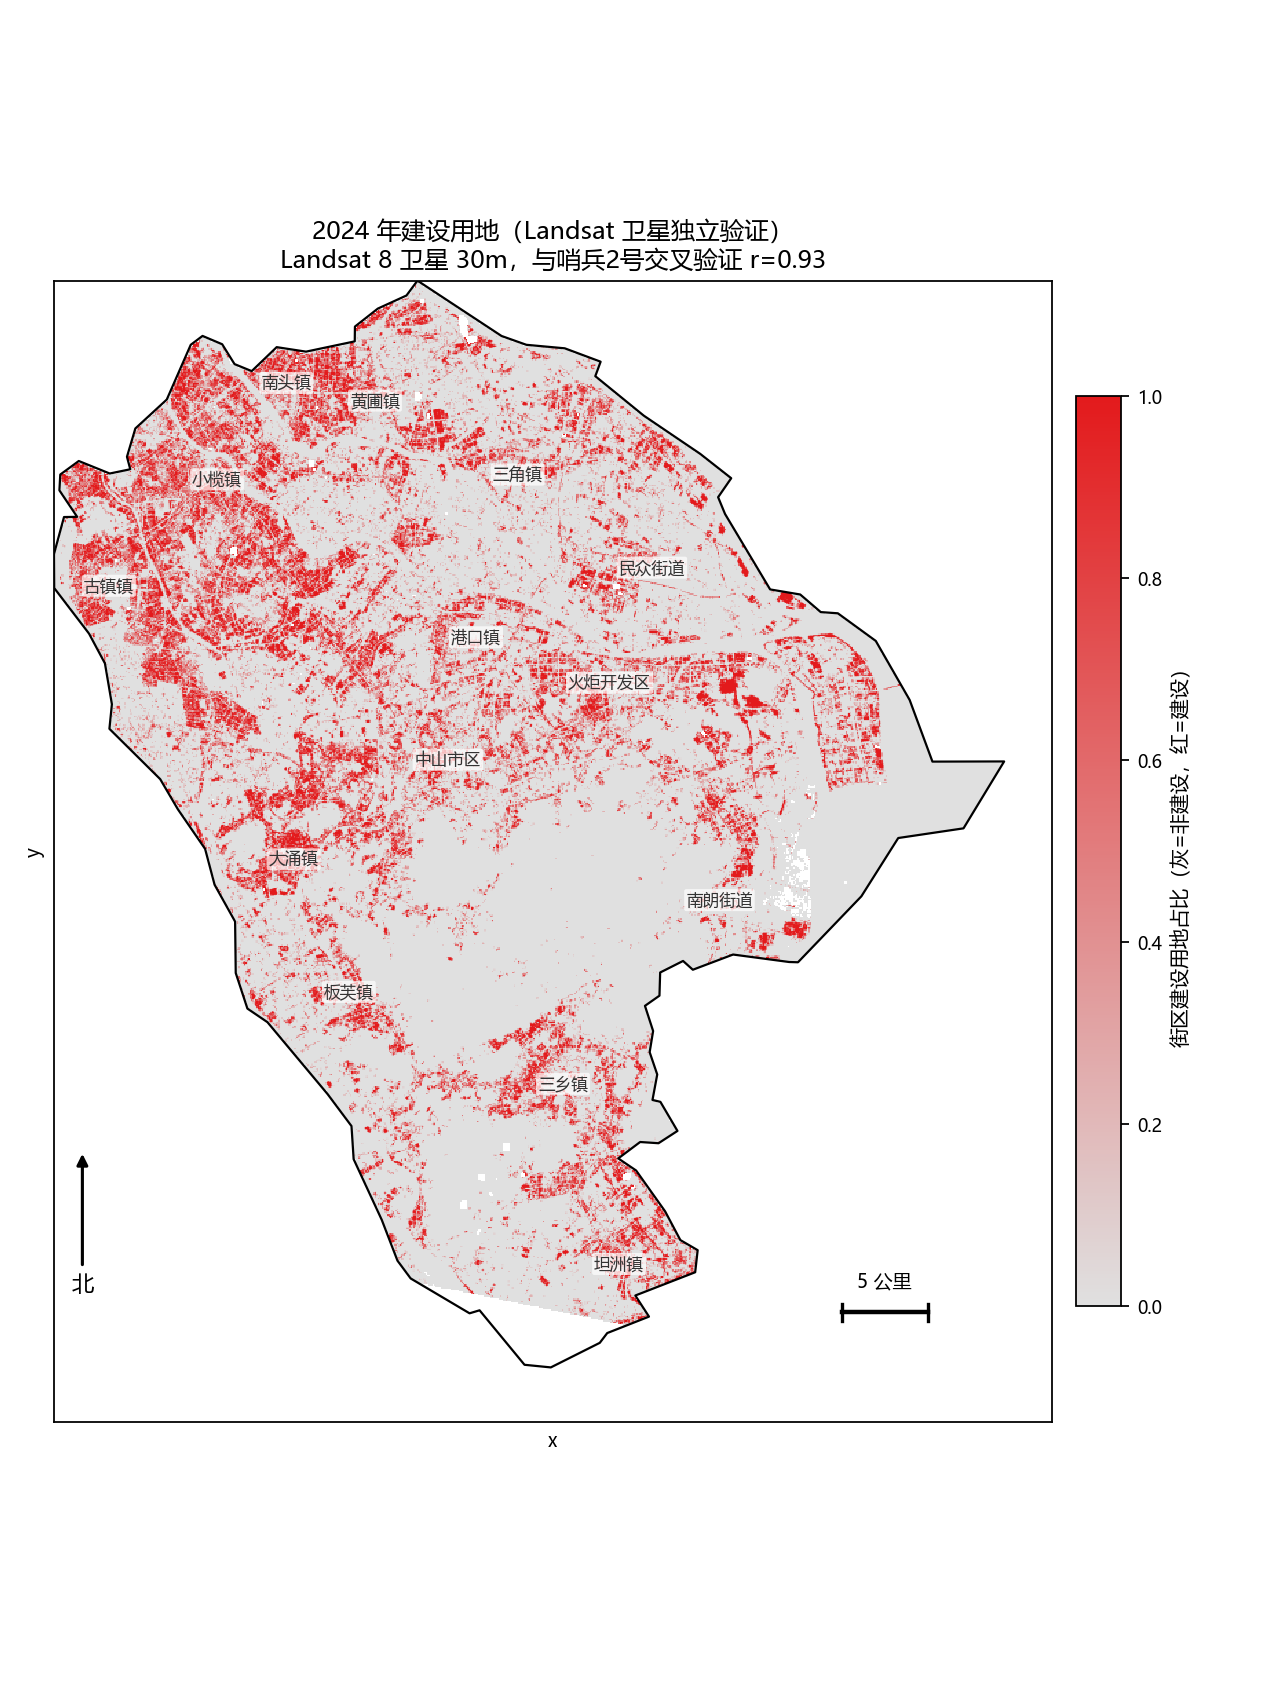 2024 年建设用地（Landsat 卫星独立验证）
Landsat 8 卫星 30m，与哨兵2号交叉验证 r=0.93
南头镇
黄圃镇
三角镇
小榄镇
民众街道
古镇镇
港口镇
火炬开发区
中山市区
大涌镇
南朗街道
板芙镇
三乡镇
坦洲镇
北
5 公里
x
y
1.0
0.8
0.6
0.4
0.2
0.0
街区建设用地占比（灰=非建设，红=建设）